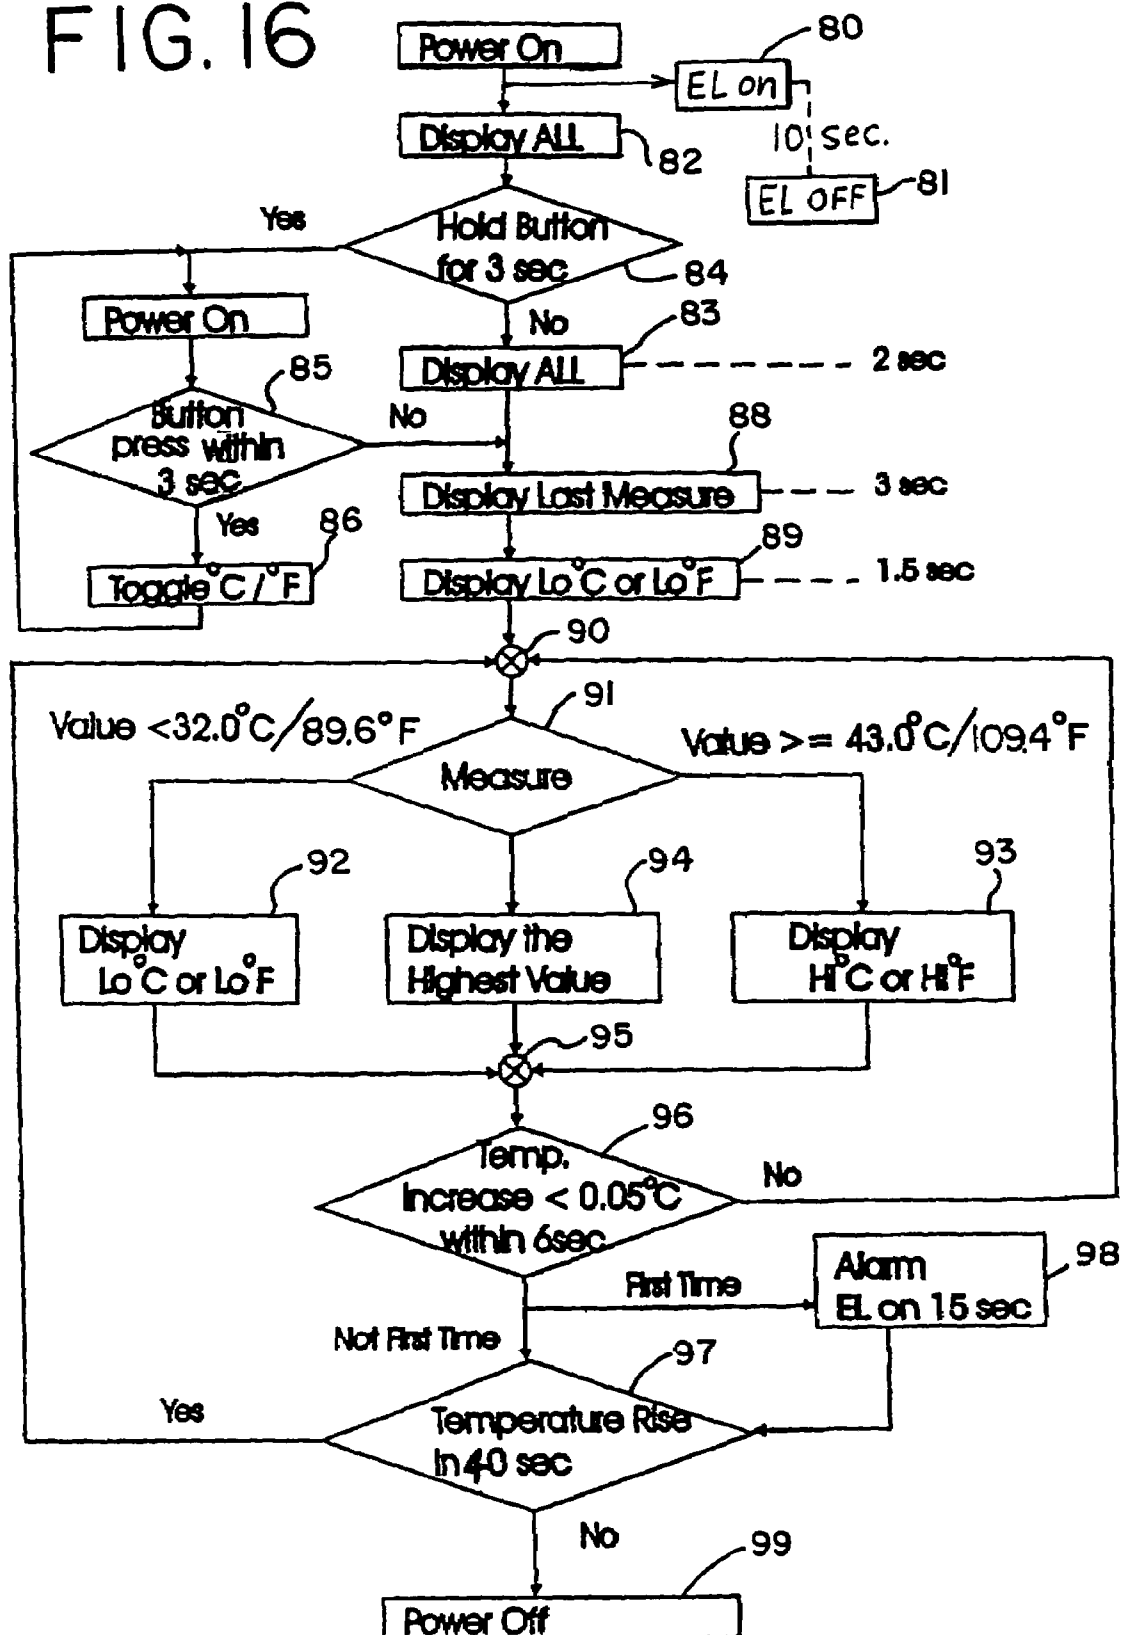 FIG. 16
Power On
80
EL on
Display ALL
82
10 sec.
EL OFF
81
Yes
Hold Button
for 3 sec
84
No
83
Power On
Display ALL
2 sec
85
Button
press within
3 sec
No
88
Display Last Measure
3 sec
Yes
86
Toggle °C / °F
89
Display Lo°C or Lo°F
1.5 sec
90
91
Value <32.0°C/89.6°F
Value >= 43.0°C/109.4°F
Measure
92
94
93
Display
Lo°C or Lo°F
Display the
Highest Value
Display
Hi°C or Hi°F
95
96
Temp.
Increase < 0.05°C
within 6sec
No
First Time
Alarm
EL on 15 sec
98
Not First Time
97
Yes
Temperature Rise
in 40 sec
No
99
Power Off